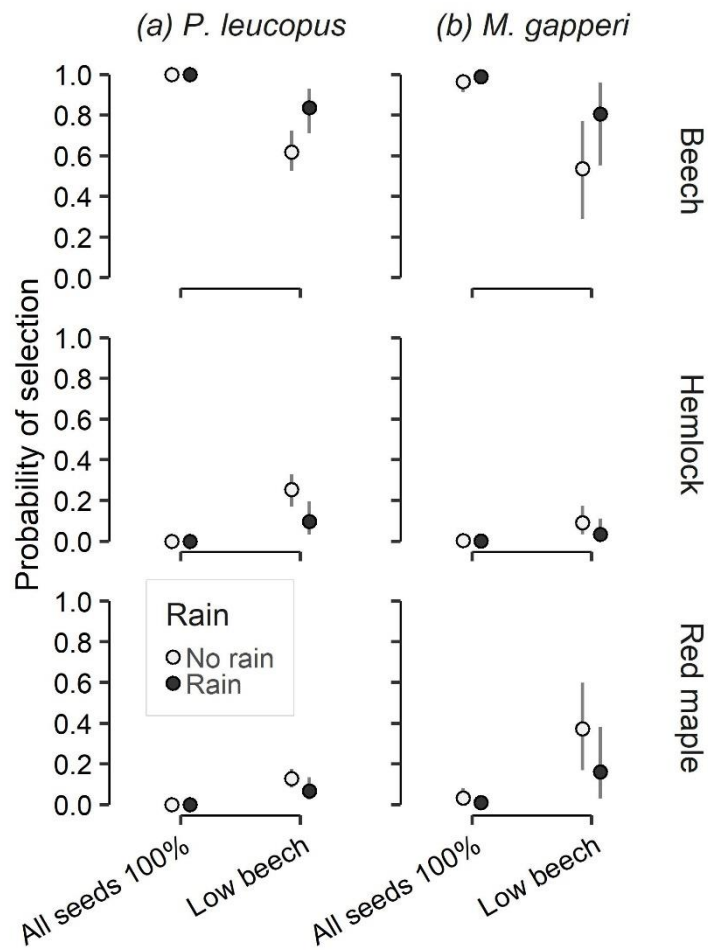 (a) P. leucopus
(b) M. gapperi
Probability of selection
1.0
0.8
0.6
0.4
0.2
0.0
Beech
1.0
0.8
0.6
0.4
0.2
0.0
Hemlock
1.0
0.8
0.6
0.4
0.2
0.0
Red maple
Rain
No rain
Rain
All seeds 100%
Low beech
All seeds 100%
Low beech